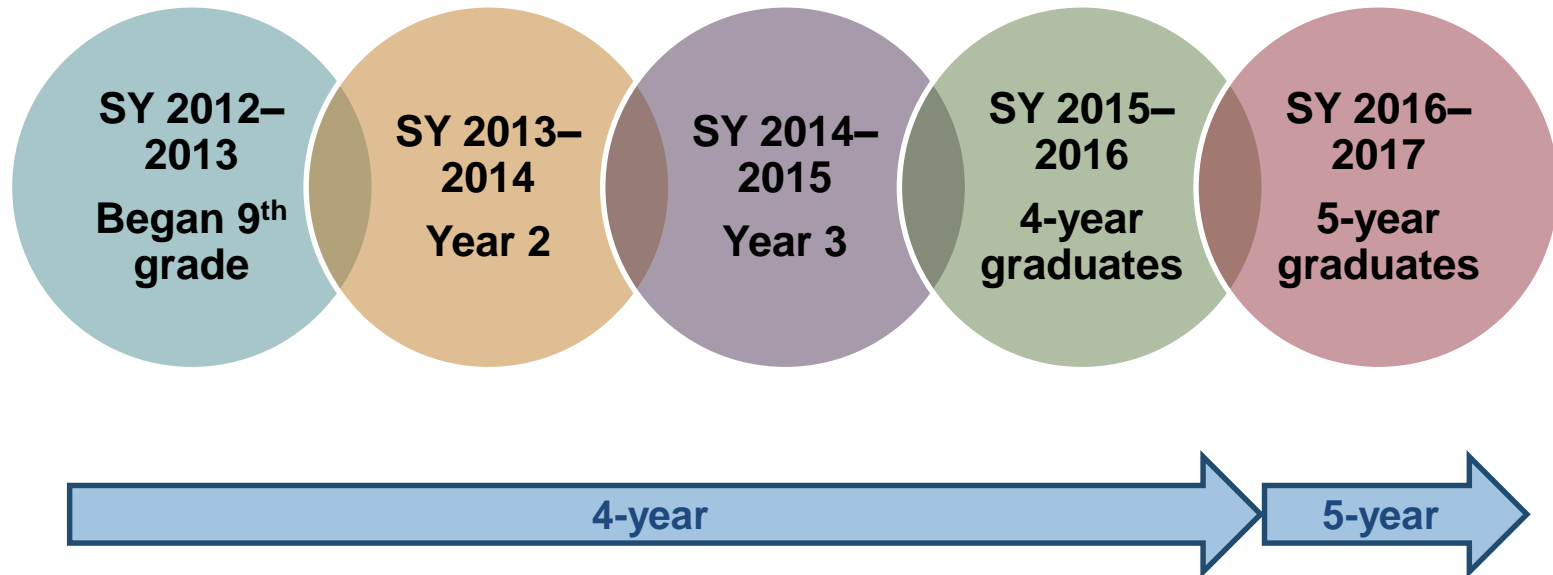 SY 2012–
2013
Began 9th
grade
SY 2013–
2014
Year 2
SY 2014–
2015
Year 3
SY 2015–
2016
4-year
graduates
SY 2016–
2017
5-year
graduates
4-year
5-year